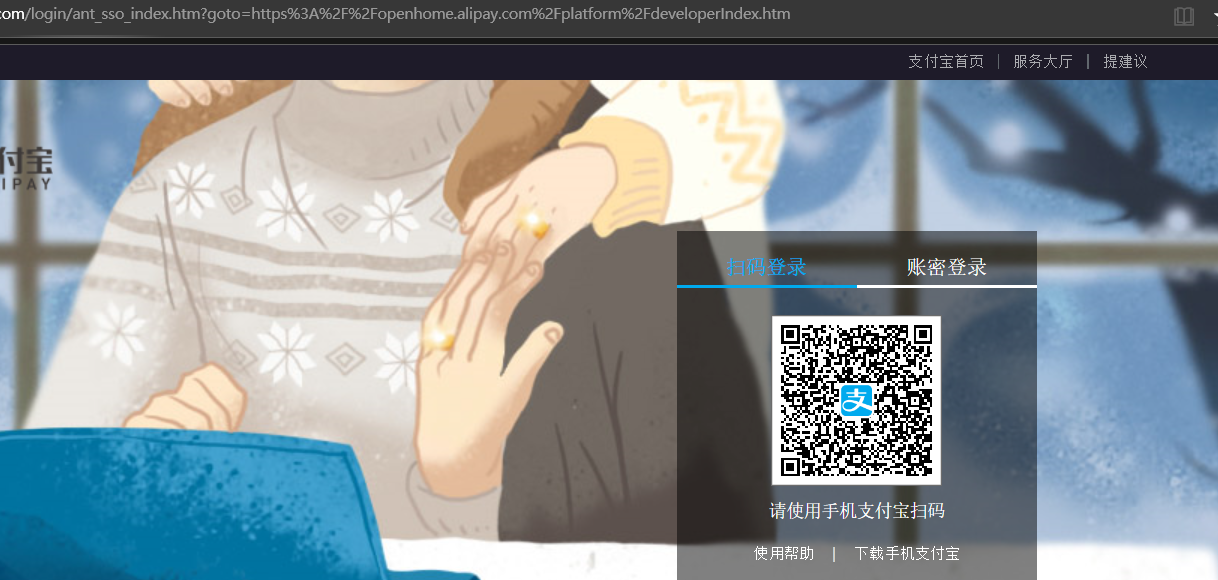 com/login/ant_sso_index.htm?goto=https%3A%2F%2Fopenhome.alipay.com%2Fplatform%2FdeveloperIndex.htm
支付宝首页 | 服务大厅 | 提建议
付宝
IPAY
扫码登录 账密登录
支
请使用手机支付宝扫码
使用帮助 | 下载手机支付宝